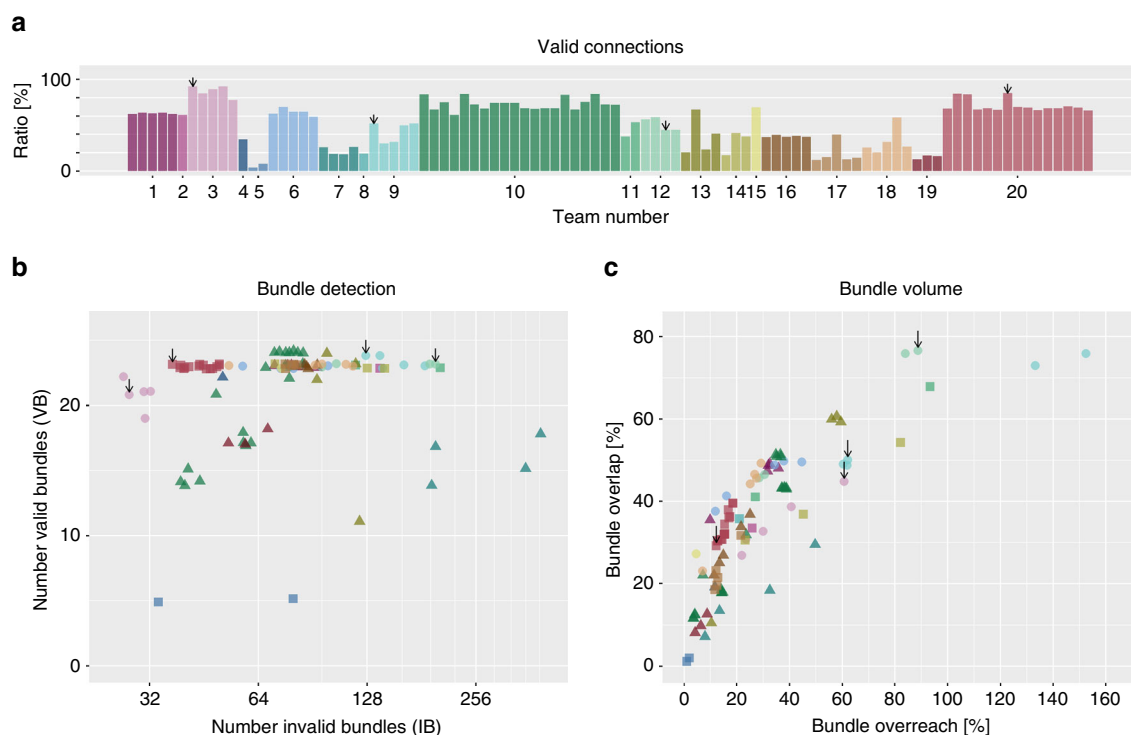 a
Valid connections
Ratio [%]
100
0
1 2 3 4 5 6 7 8 9 10 11 12 13 14 15 16 17 18 19 20
Team number
b
Bundle detection
Number valid bundles (VB)
20
10
0
32 64 128 256
Number invalid bundles (IB)
c
Bundle volume
Bundle overlap [%]
80
60
40
20
0
0 20 40 60 80 100 120 140 160
Bundle overreach [%]